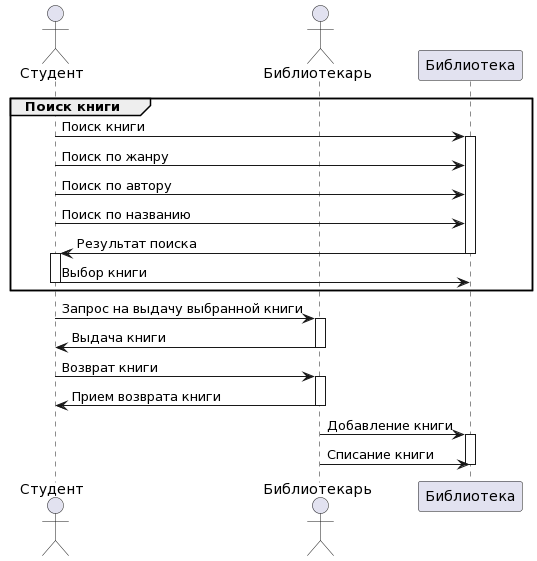 Студент
Библиотекарь
Библиотека
Поиск книги
Поиск книги
Поиск по жанру
Поиск по автору
Поиск по названию
Результат поиска
Выбор книги
Запрос на выдачу выбранной книги
Выдача книги
Возврат книги
Прием возврата книги
Добавление книги
Списание книги
Студент
Библиотекарь
Библиотека